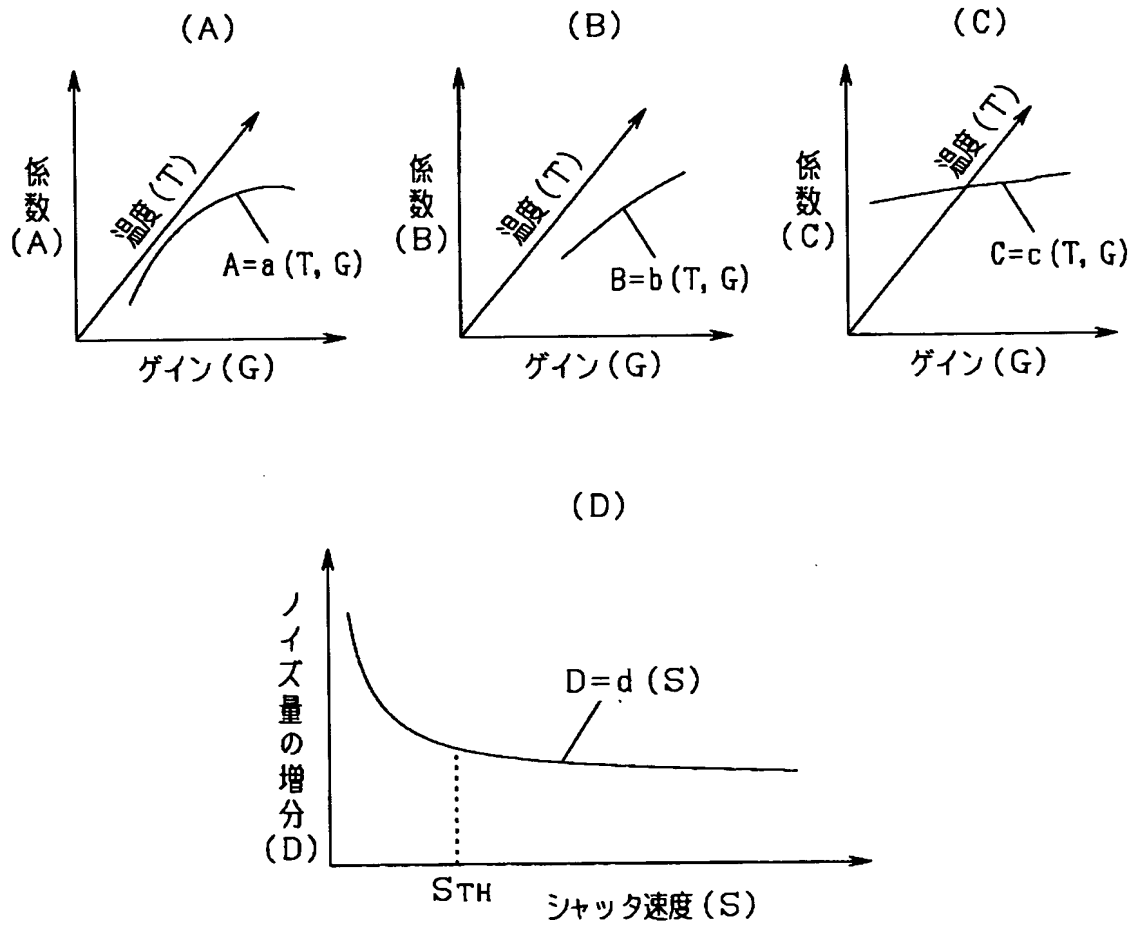 (A)
係数
(A)
温度(T)
A=a(T, G)
ゲイン(G)
(B)
係数
(B)
温度(T)
B=b(T, G)
ゲイン(G)
(C)
係数
(C)
温度(T)
C=c(T, G)
ゲイン(G)
(D)
ノイズ量の増分
(D)
D=d(S)
STH
シャッタ速度(S)